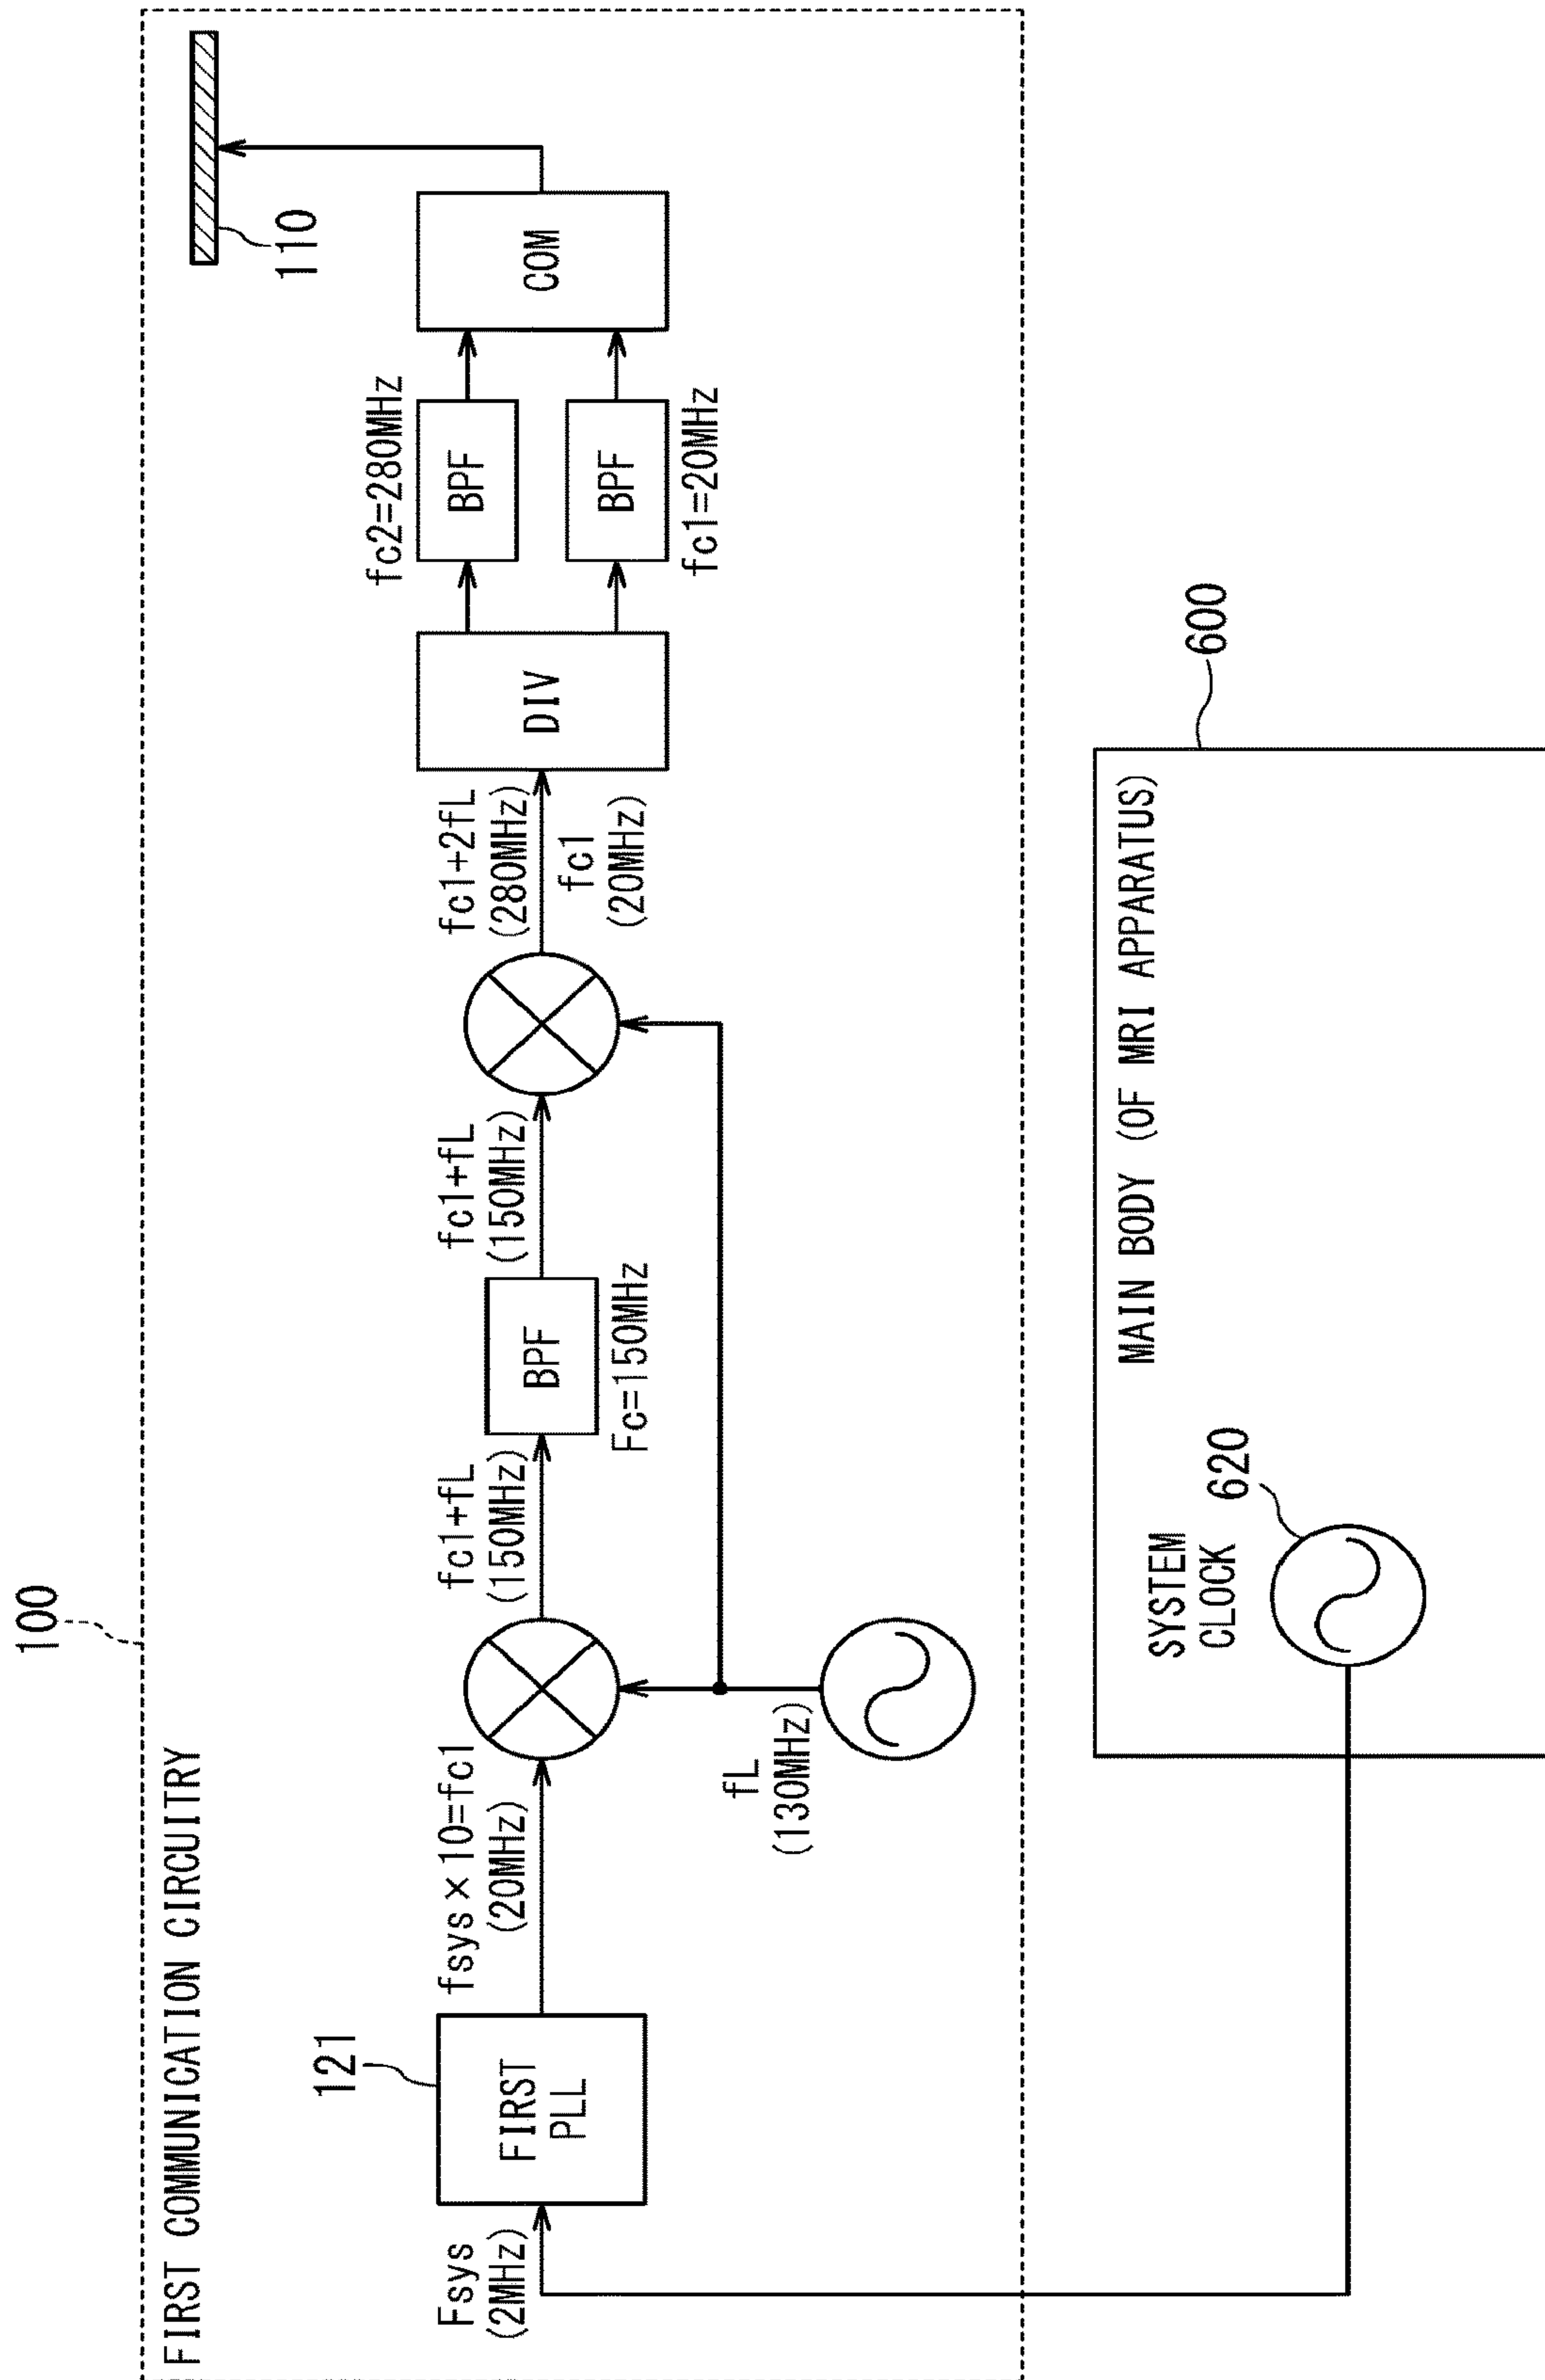 100
FIRST COMMUNICATION CIRCUITRY
110
121
Fsys
(2MHz)
FIRST
PLL
fsys×10=fc1
(20MHz)
fL
(130MHz)
fc1+fL
(150MHz)
BPF
Fc=150MHz
fc1+fL
(150MHz)
fc1+2fL
(280MHz)
fc1
(20MHz)
DIV
fc2=280MHz
BPF
BPF
fc1=20MHz
COM
600
MAIN BODY (OF MRI APPARATUS)
SYSTEM
CLOCK
620